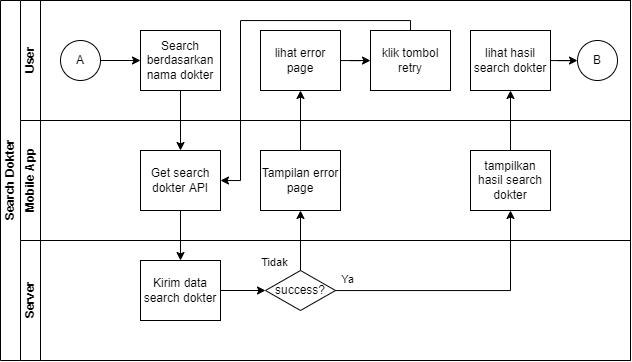 Search Dokter
User
A
Search
berdasarkan
nama dokter
lihat error
page
klik tombol
retry
lihat hasil
search dokter
B
Mobile App
Get search
dokter API
Tampilan error
page
tampilkan
hasil search
dokter
Server
Kirim data
search dokter
Tidak
success?
Ya